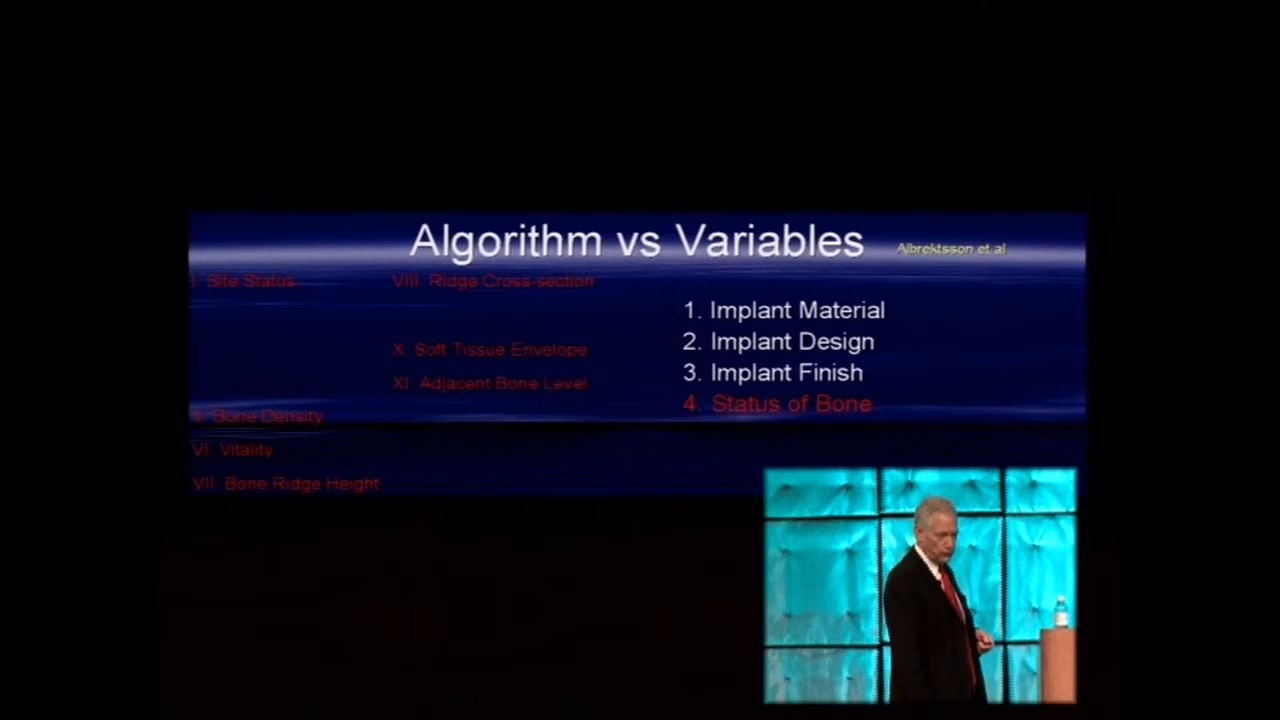 Algorithm vs Variables
Albrektsson et al
I. Site Status
V. Bone Density
VI. Vitality
VII. Bone Ridge Height
VIII. Ridge Cross-section
X. Soft Tissue Envelope
XI. Adjacent Bone Level
1. Implant Material
2. Implant Design
3. Implant Finish
4. Status of Bone